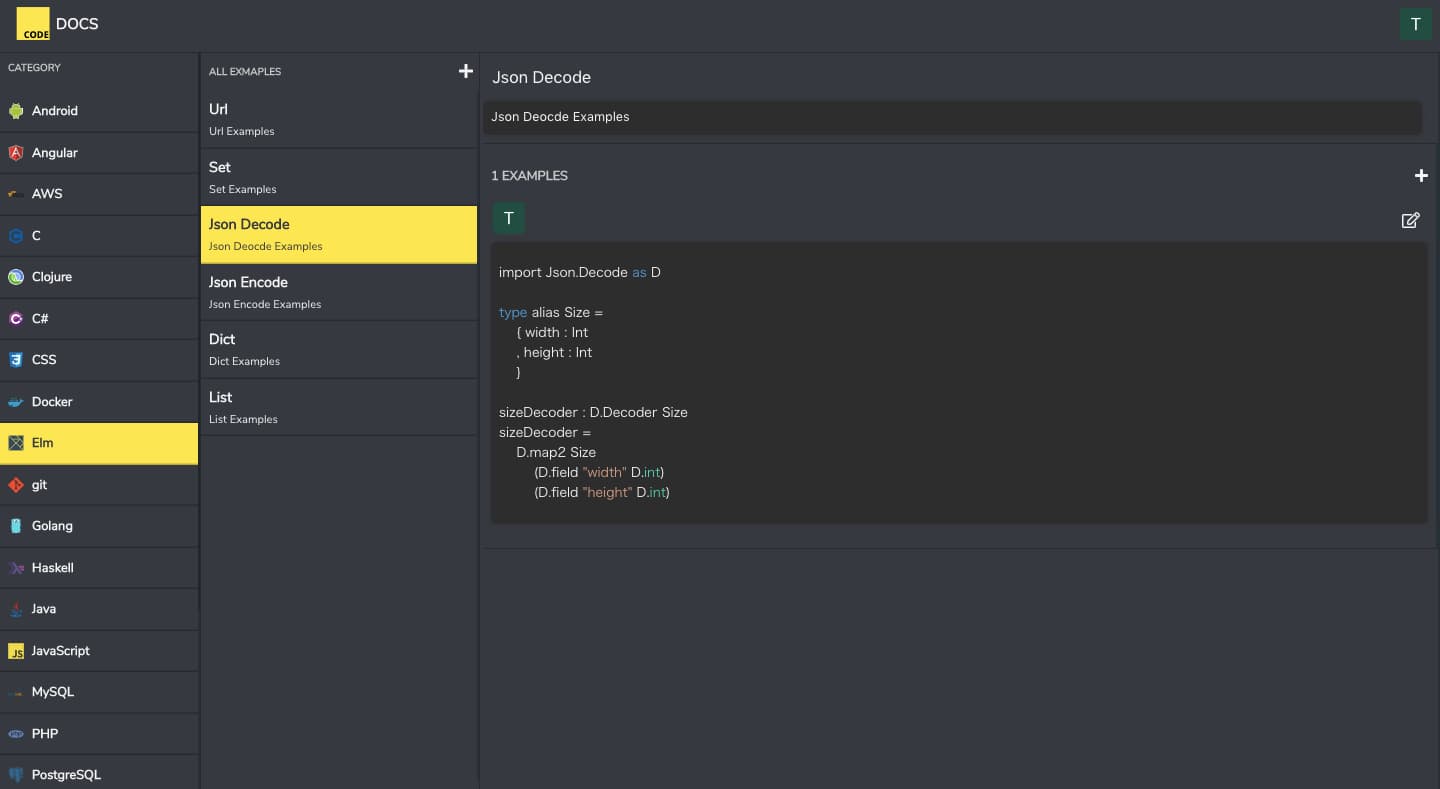 CODE DOCS
T
CATEGORY
Android
Angular
AWS
C
Clojure
C#
CSS
Docker
Elm
git
Golang
Haskell
Java
JS JavaScript
MySQL
PHP
PostgreSQL
ALL EXMAPLES
Url
Url Examples
Set
Set Examples
Json Decode
Json Deocde Examples
Json Encode
Json Encode Examples
Dict
Dict Examples
List
List Examples
Json Decode
Json Deocde Examples
1 EXAMPLES
T
import Json.Decode as D
type alias Size =
{ width : Int
, height : Int
}
sizeDecoder : D.Decoder Size
sizeDecoder =
D.map2 Size
(D.field "width" D.int)
(D.field "height" D.int)